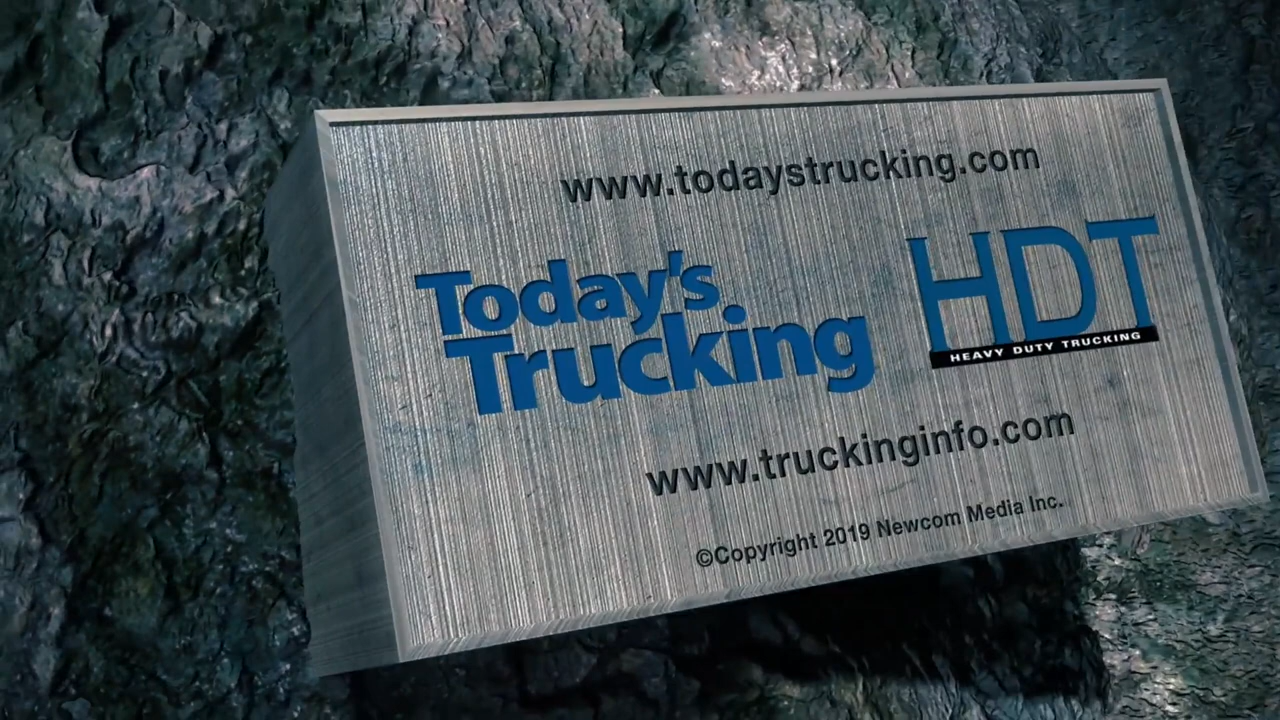 www.todaystrucking.com
Today's
Trucking
HDT
HEAVY DUTY TRUCKING
www.truckinginfo.com
©Copyright 2019 Newcom Media Inc.